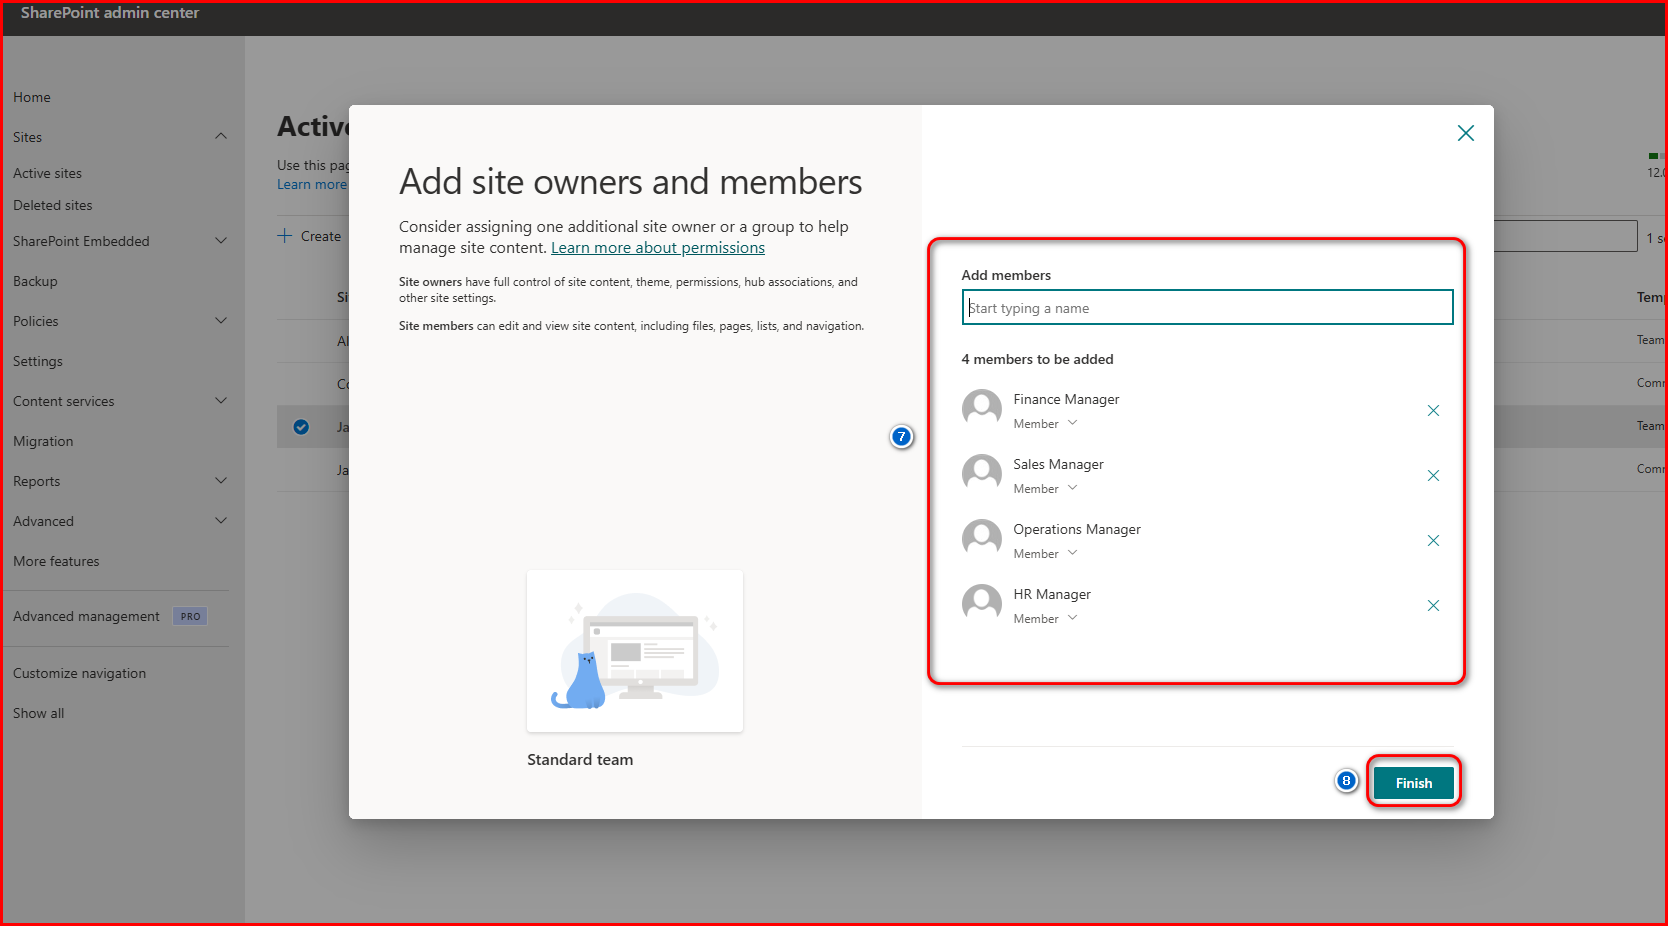 SharePoint admin center
Home
Sites
Active sites
Deleted sites
SharePoint Embedded
Backup
Policies
Settings
Content services
Migration
Reports
Advanced
More features
Advanced management PRO
Customize navigation
Show all
Use this
Learn more
Create
Add site owners and members
Consider assigning one additional site owner or a group to help
manage site content. Learn more about permissions
Site owners have full control of site content, theme, permissions, hub associations, and
other site settings.
Site members can edit and view site content, including files, pages, lists, and navigation.
Standard team
7
Add members
Start typing a name
4 members to be added
Finance Manager
Member
Sales Manager
Member
Operations Manager
Member
HR Manager
Member
8
Finish
1
Team
Team